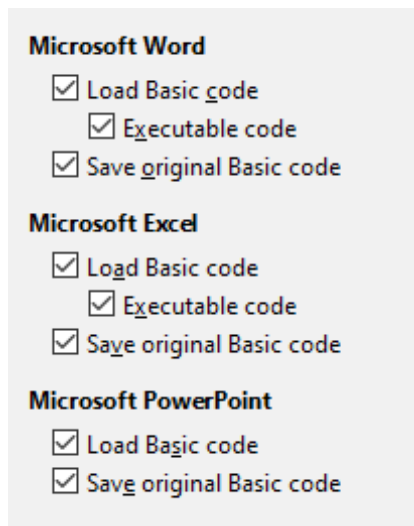 Microsoft Word
Load Basic code
Executable code
Save original Basic code
Microsoft Excel
Load Basic code
Executable code
Save original Basic code
Microsoft PowerPoint
Load Basic code
Save original Basic code